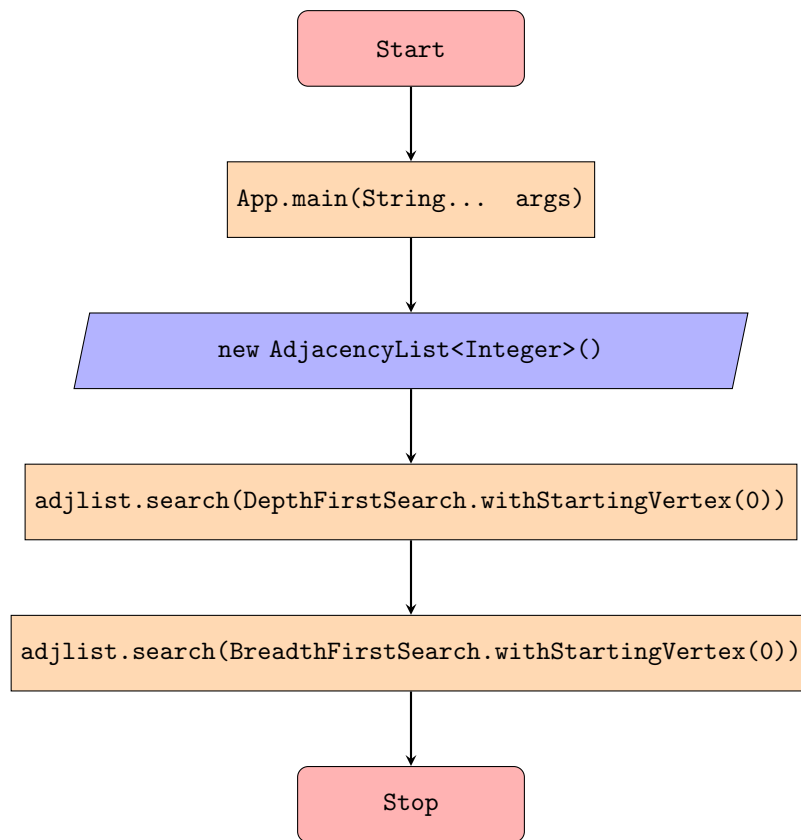 Start
App.main(String... args)
new AdjacencyList<Integer>()
adjlist.search(DepthFirstSearch.withStartingVertex(0))
adjlist.search(BreadthFirstSearch.withStartingVertex(0))
Stop